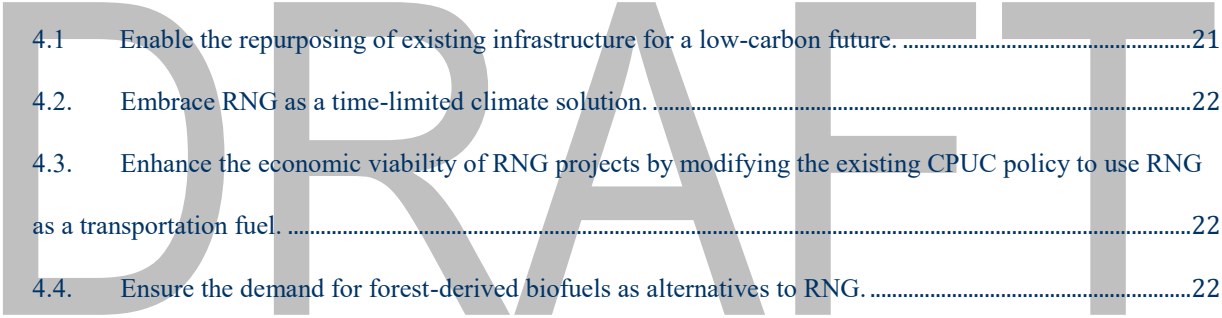 DRAFT
4.1 Enable the repurposing of existing infrastructure for a low-carbon future. ................................................21
4.2. Embrace RNG as a time-limited climate solution. ..........................................................................................22
4.3. Enhance the economic viability of RNG projects by modifying the existing CPUC policy to use RNG
as a transportation fuel. ......................................................................................................................................................22
4.4. Ensure the demand for forest-derived biofuels as alternatives to RNG. ......................................................22